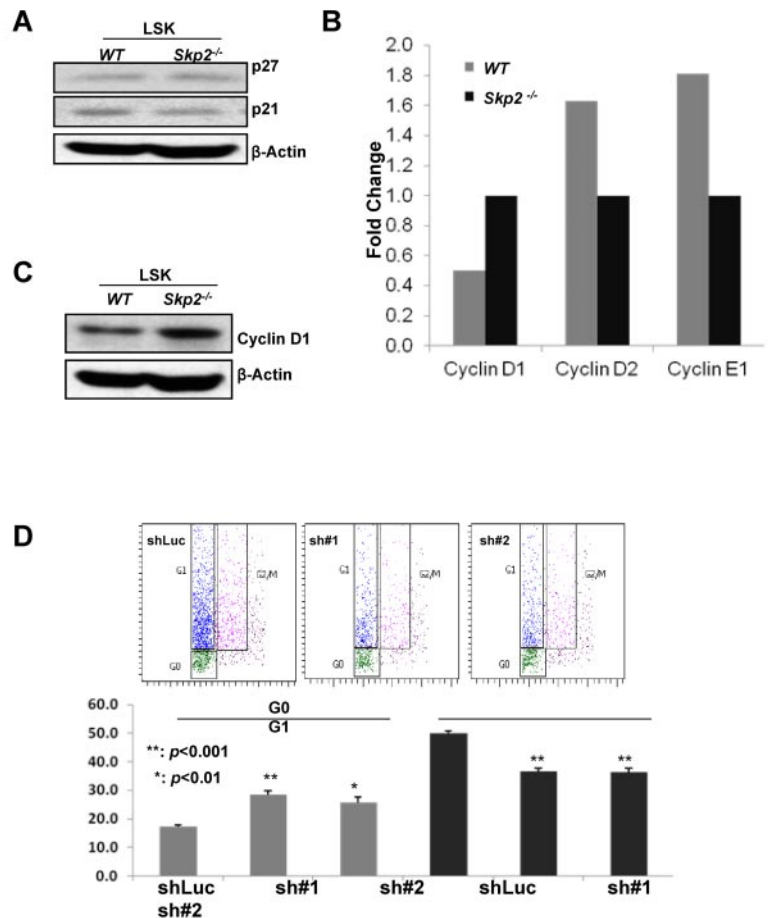 A
LSK
WT Skp2-/-
p27
p21
β-Actin
B
2.0
1.8
1.6
1.4
1.2
1.0
0.8
0.6
0.4
0.2
0.0
Fold Change
WT
Skp2 -/-
Cyclin D1 Cyclin D2 Cyclin E1
C
LSK
WT Skp2-/-
Cyclin D1
β-Actin
D
shLuc
G1
G2/M
G0
sh#1
G1
G2/M
G0
sh#2
G1
G2/M
G0
60.0
50.0
40.0
30.0
20.0
10.0
0.0
G0
G1
**: p<0.001
*: p<0.01
** * ** **
shLuc sh#1 sh#2 shLuc sh#1
sh#2